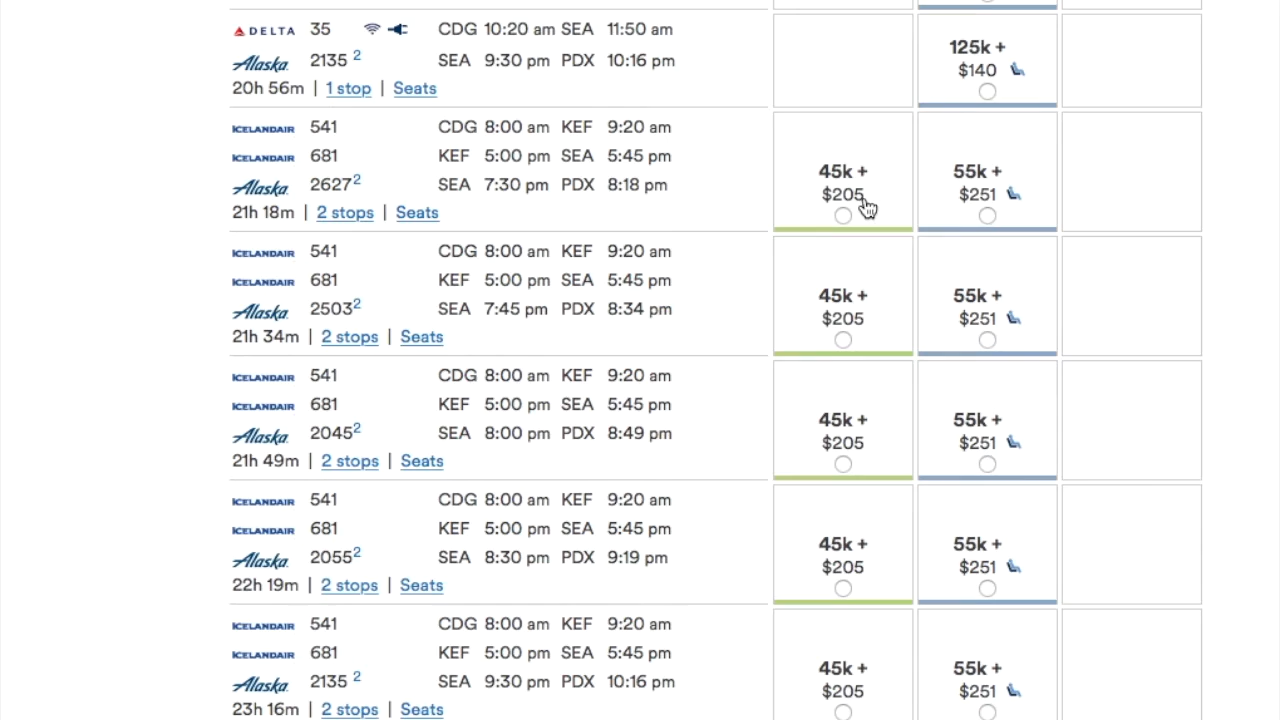 DELTA 35 CDG 10:20 am SEA 11:50 am
Alaska 2135 2 SEA 9:30 pm PDX 10:16 pm
20h 56m | 1 stop | Seats
125k +
$140
ICELANDAIR 541 CDG 8:00 am KEF 9:20 am
ICELANDAIR 681 KEF 5:00 pm SEA 5:45 pm
Alaska 2627 2 SEA 7:30 pm PDX 8:18 pm
21h 18m | 2 stops | Seats
45k + 55k +
$205 $251
ICELANDAIR 541 CDG 8:00 am KEF 9:20 am
ICELANDAIR 681 KEF 5:00 pm SEA 5:45 pm
Alaska 2503 2 SEA 7:45 pm PDX 8:34 pm
21h 34m | 2 stops | Seats
45k + 55k +
$205 $251
ICELANDAIR 541 CDG 8:00 am KEF 9:20 am
ICELANDAIR 681 KEF 5:00 pm SEA 5:45 pm
Alaska 2045 2 SEA 8:00 pm PDX 8:49 pm
21h 49m | 2 stops | Seats
45k + 55k +
$205 $251
ICELANDAIR 541 CDG 8:00 am KEF 9:20 am
ICELANDAIR 681 KEF 5:00 pm SEA 5:45 pm
Alaska 2055 2 SEA 8:30 pm PDX 9:19 pm
22h 19m | 2 stops | Seats
45k + 55k +
$205 $251
ICELANDAIR 541 CDG 8:00 am KEF 9:20 am
ICELANDAIR 681 KEF 5:00 pm SEA 5:45 pm
Alaska 2135 2 SEA 9:30 pm PDX 10:16 pm
23h 16m | 2 stops | Seats
45k + 55k +
$205 $251